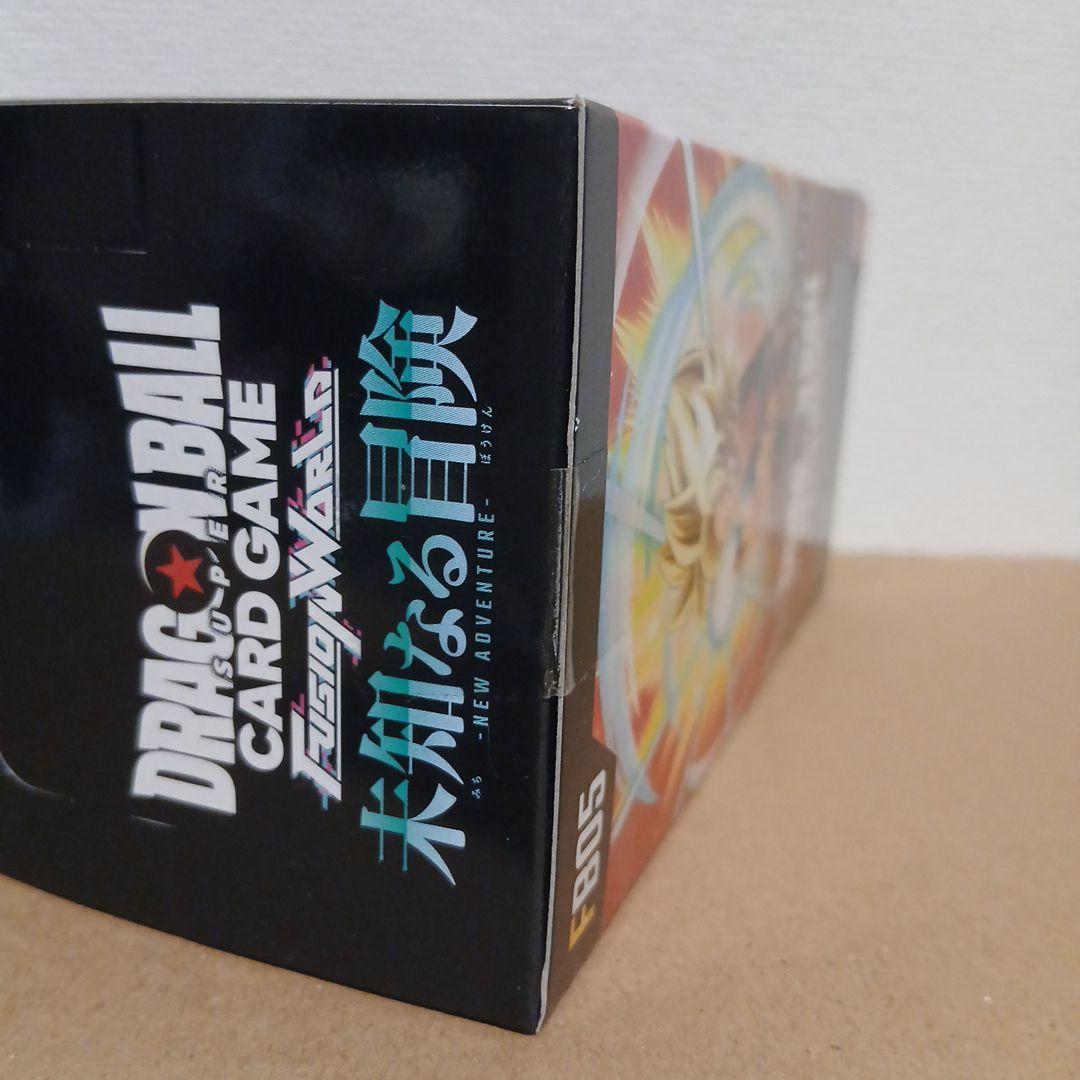 DRAGON BALL
SUPER
CARD GAME
FUSION WORLD
未知なる冒険
みち
ぼうけん
-NEW ADVENTURE-
FB05